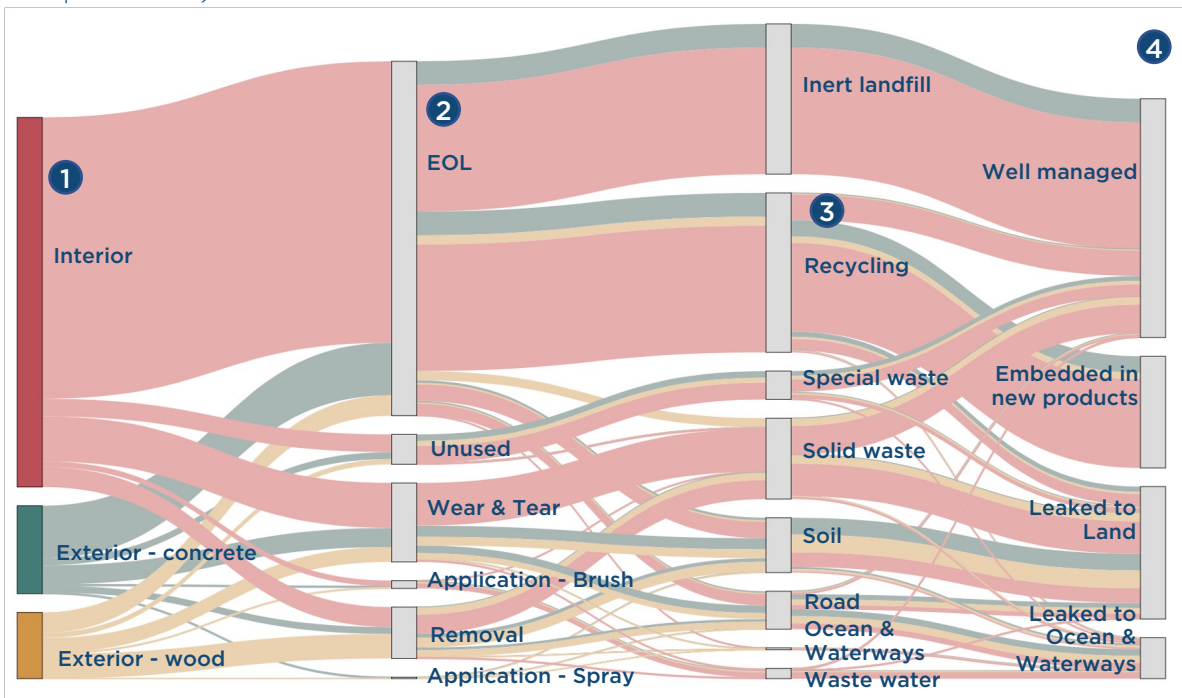 1
Interior
Exterior - concrete
Exterior - wood
2
EOL
Unused
Wear & Tear
Application - Brush
Removal
Application - Spray
Inert landfill
3
Recycling
Special waste
Solid waste
Soil
Road
Ocean &
Waterways
Waste water
4
Well managed
Embedded in
new products
Leaked to
Land
Leaked to
Ocean &
Waterways